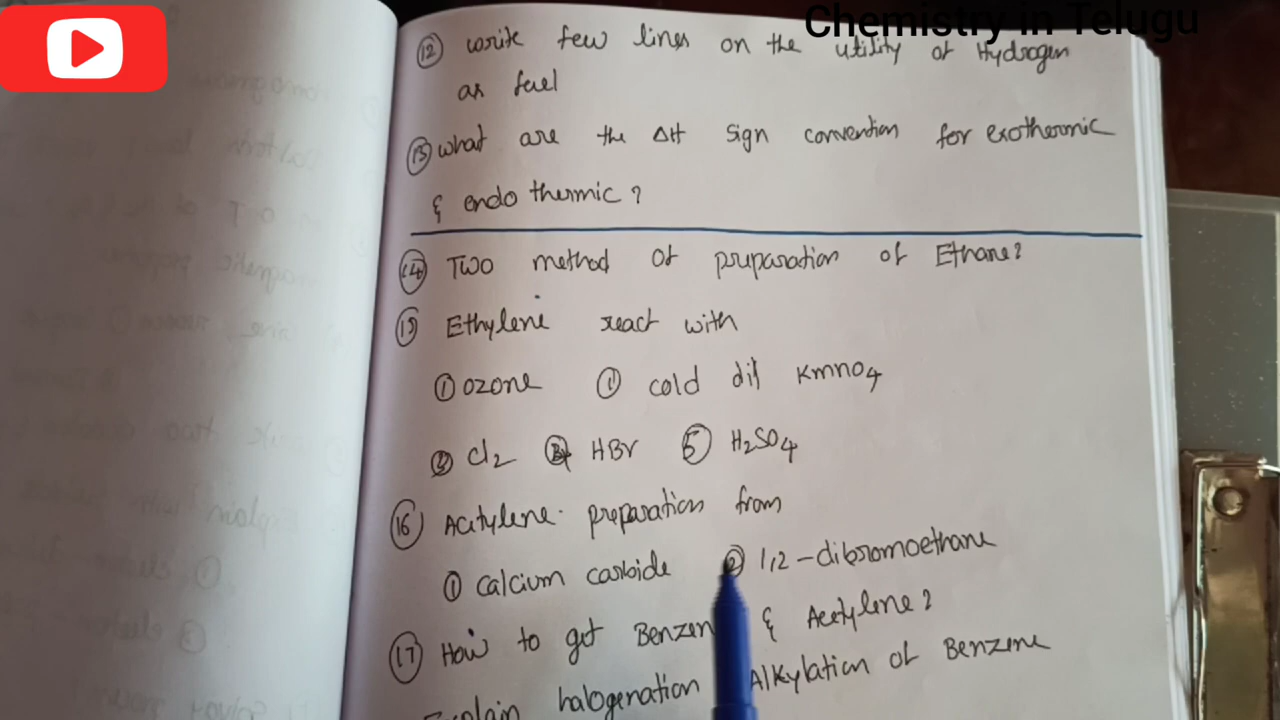 Chemistry in Telugu
(12) write few lines on the utility of Hydrogen
as fuel
(13) what are the ΔH sign convention for exothermic
& endo thermic?
(14) Two method of preparation of Ethane?
(15) Ethylene react with
(1) ozone (1) cold dil KmnO4
(3) Cl2 (4) HBr (5) H2SO4
(16) Acetylene preparation from
(1) calcium carbide (2) 1,2-dibromoethane
(17) How to get Benzen & Acetylene?
Explain halogenation Alkylation of Benzene